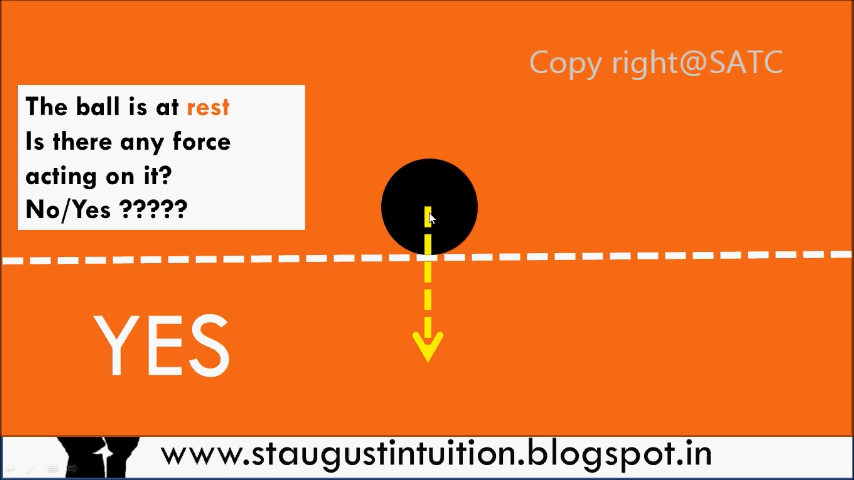 Copy right@SATC
The ball is at rest
Is there any force
acting on it?
No/Yes ?????
YES
www.staugustintuition.blogspot.in